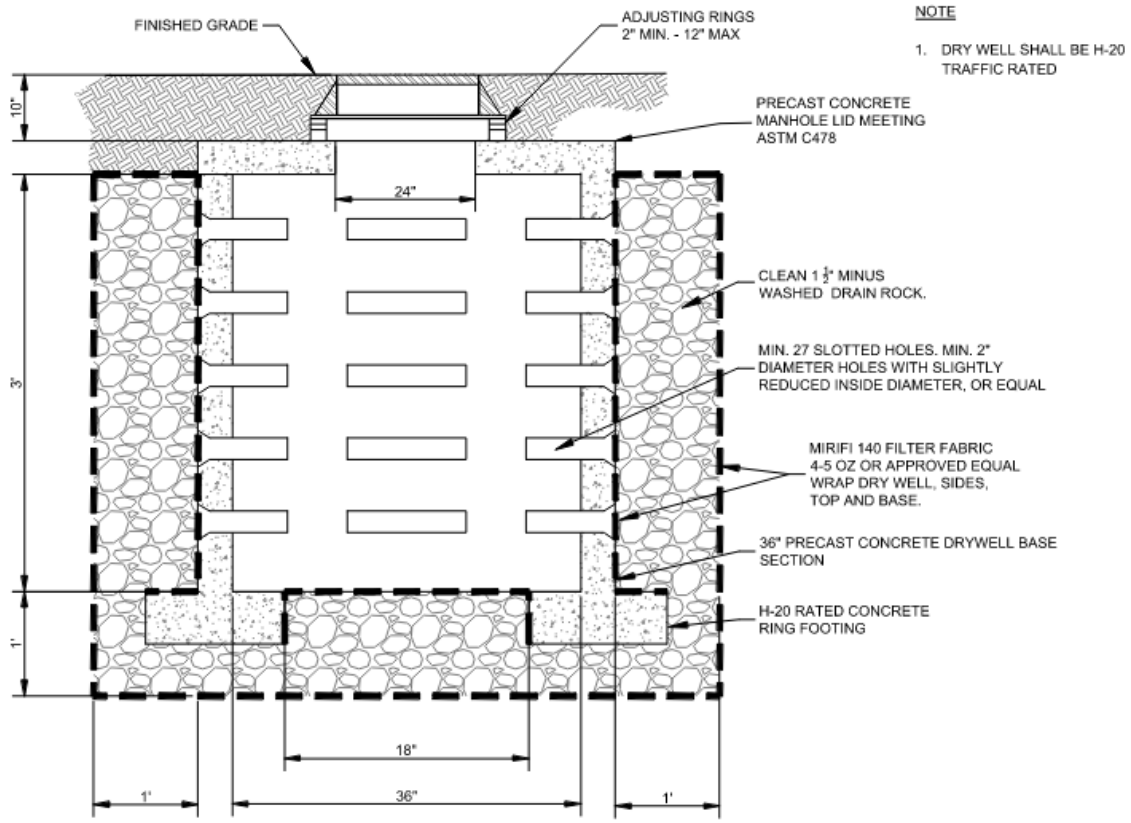 FINISHED GRADE
ADJUSTING RINGS
2" MIN. - 12" MAX
NOTE
1. DRY WELL SHALL BE H-20
TRAFFIC RATED
10"
PRECAST CONCRETE
MANHOLE LID MEETING
ASTM C478
24"
CLEAN 1 1/2" MINUS
WASHED DRAIN ROCK.
MIN. 27 SLOTTED HOLES. MIN. 2"
DIAMETER HOLES WITH SLIGHTLY
REDUCED INSIDE DIAMETER, OR EQUAL
3'
MIRIFI 140 FILTER FABRIC
4-5 OZ OR APPROVED EQUAL
WRAP DRY WELL, SIDES,
TOP AND BASE.
36" PRECAST CONCRETE DRYWELL BASE
SECTION
H-20 RATED CONCRETE
RING FOOTING
1'
18"
1'
36"
1'